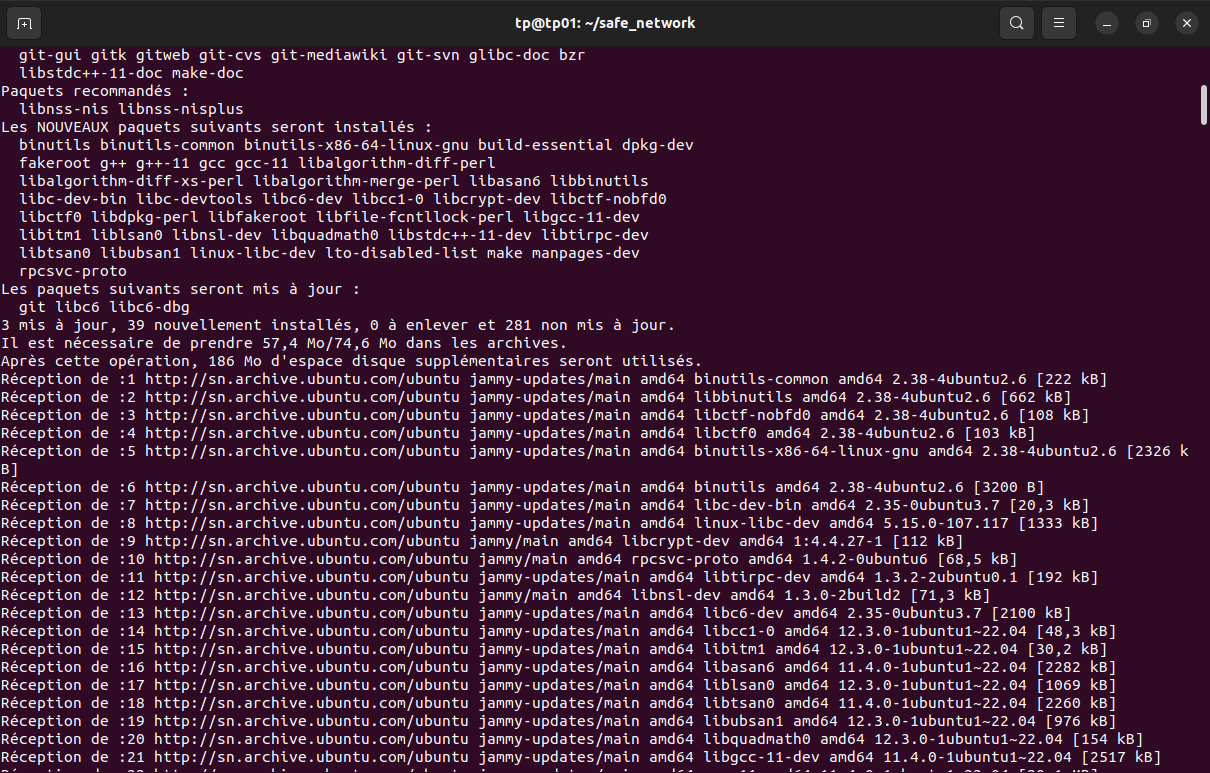 tp@tp01: ~/safe_network
git-gui gitk gitweb git-cvs git-mediawiki git-svn glibc-doc bzr
libstdc++-11-doc make-doc
Paquets recommandés :
libnss-nis libnss-nisplus
Les NOUVEAUX paquets suivants seront installés :
binutils binutils-common binutils-x86-64-linux-gnu build-essential dpkg-dev
fakeroot g++ g++-11 gcc gcc-11 libalgorithm-diff-perl
libalgorithm-diff-xs-perl libalgorithm-merge-perl libasan6 libbinutils
libc-dev-bin libc-devtools libc6-dev libcc1-0 libcrypt-dev libctf-nobfd0
libctf0 libdpkg-perl libfakeroot libfile-fcntllock-perl libgcc-11-dev
libitm1 liblsan0 libnsl-dev libquadmath0 libstdc++-11-dev libtirpc-dev
libtsan0 libubsan1 linux-libc-dev lto-disabled-list make manpages-dev
rpcsvc-proto
Les paquets suivants seront mis à jour :
git libc6 libc6-dbg
3 mis à jour, 39 nouvellement installés, 0 à enlever et 281 non mis à jour.
Il est nécessaire de prendre 57,4 Mo/74,6 Mo dans les archives.
Après cette opération, 186 Mo d'espace disque supplémentaires seront utilisés.
Réception de :1 http://sn.archive.ubuntu.com/ubuntu jammy-updates/main amd64 binutils-common amd64 2.38-4ubuntu2.6 [222 kB]
Réception de :2 http://sn.archive.ubuntu.com/ubuntu jammy-updates/main amd64 libbinutils amd64 2.38-4ubuntu2.6 [662 kB]
Réception de :3 http://sn.archive.ubuntu.com/ubuntu jammy-updates/main amd64 libctf-nobfd0 amd64 2.38-4ubuntu2.6 [108 kB]
Réception de :4 http://sn.archive.ubuntu.com/ubuntu jammy-updates/main amd64 libctf0 amd64 2.38-4ubuntu2.6 [103 kB]
Réception de :5 http://sn.archive.ubuntu.com/ubuntu jammy-updates/main amd64 binutils-x86-64-linux-gnu amd64 2.38-4ubuntu2.6 [2326 k
B]
Réception de :6 http://sn.archive.ubuntu.com/ubuntu jammy-updates/main amd64 binutils amd64 2.38-4ubuntu2.6 [3200 B]
Réception de :7 http://sn.archive.ubuntu.com/ubuntu jammy-updates/main amd64 libc-dev-bin amd64 2.35-0ubuntu3.7 [20,3 kB]
Réception de :8 http://sn.archive.ubuntu.com/ubuntu jammy-updates/main amd64 linux-libc-dev amd64 5.15.0-107.117 [1333 kB]
Réception de :9 http://sn.archive.ubuntu.com/ubuntu jammy/main amd64 libcrypt-dev amd64 1:4.4.27-1 [112 kB]
Réception de :10 http://sn.archive.ubuntu.com/ubuntu jammy/main amd64 rpcsvc-proto amd64 1.4.2-0ubuntu6 [68,5 kB]
Réception de :11 http://sn.archive.ubuntu.com/ubuntu jammy-updates/main amd64 libtirpc-dev amd64 1.3.2-2ubuntu0.1 [192 kB]
Réception de :12 http://sn.archive.ubuntu.com/ubuntu jammy/main amd64 libnsl-dev amd64 1.3.0-2build2 [71,3 kB]
Réception de :13 http://sn.archive.ubuntu.com/ubuntu jammy-updates/main amd64 libc6-dev amd64 2.35-0ubuntu3.7 [2100 kB]
Réception de :14 http://sn.archive.ubuntu.com/ubuntu jammy-updates/main amd64 libcc1-0 amd64 12.3.0-1ubuntu1~22.04 [48,3 kB]
Réception de :15 http://sn.archive.ubuntu.com/ubuntu jammy-updates/main amd64 libitm1 amd64 12.3.0-1ubuntu1~22.04 [30,2 kB]
Réception de :16 http://sn.archive.ubuntu.com/ubuntu jammy-updates/main amd64 libasan6 amd64 11.4.0-1ubuntu1~22.04 [2282 kB]
Réception de :17 http://sn.archive.ubuntu.com/ubuntu jammy-updates/main amd64 liblsan0 amd64 12.3.0-1ubuntu1~22.04 [1069 kB]
Réception de :18 http://sn.archive.ubuntu.com/ubuntu jammy-updates/main amd64 libtsan0 amd64 11.4.0-1ubuntu1~22.04 [2260 kB]
Réception de :19 http://sn.archive.ubuntu.com/ubuntu jammy-updates/main amd64 libubsan1 amd64 12.3.0-1ubuntu1~22.04 [976 kB]
Réception de :20 http://sn.archive.ubuntu.com/ubuntu jammy-updates/main amd64 libquadmath0 amd64 12.3.0-1ubuntu1~22.04 [154 kB]
Réception de :21 http://sn.archive.ubuntu.com/ubuntu jammy-updates/main amd64 libgcc-11-dev amd64 11.4.0-1ubuntu1~22.04 [2517 kB]